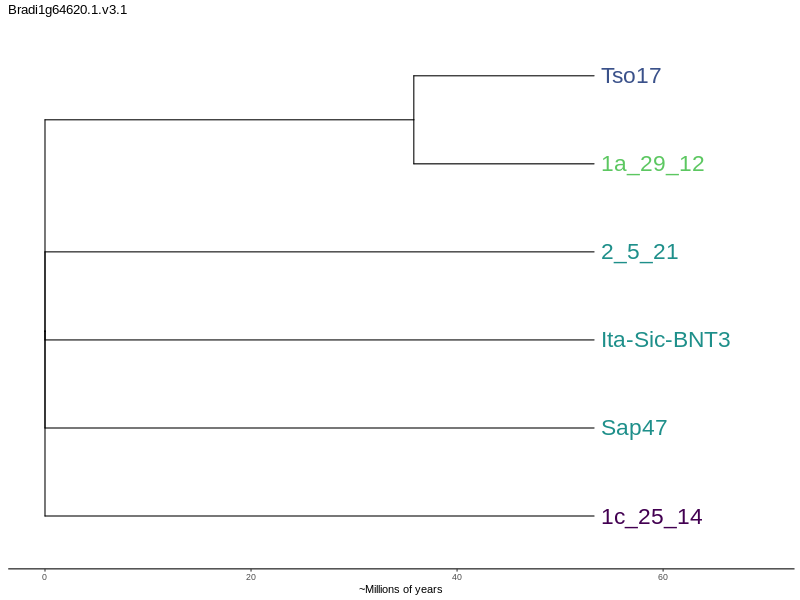 Bradi1g64620.1.v3.1
Tso17
1a_29_12
2_5_21
Ita-Sic-BNT3
Sap47
1c_25_14
0 20 40 60
~Millions of years